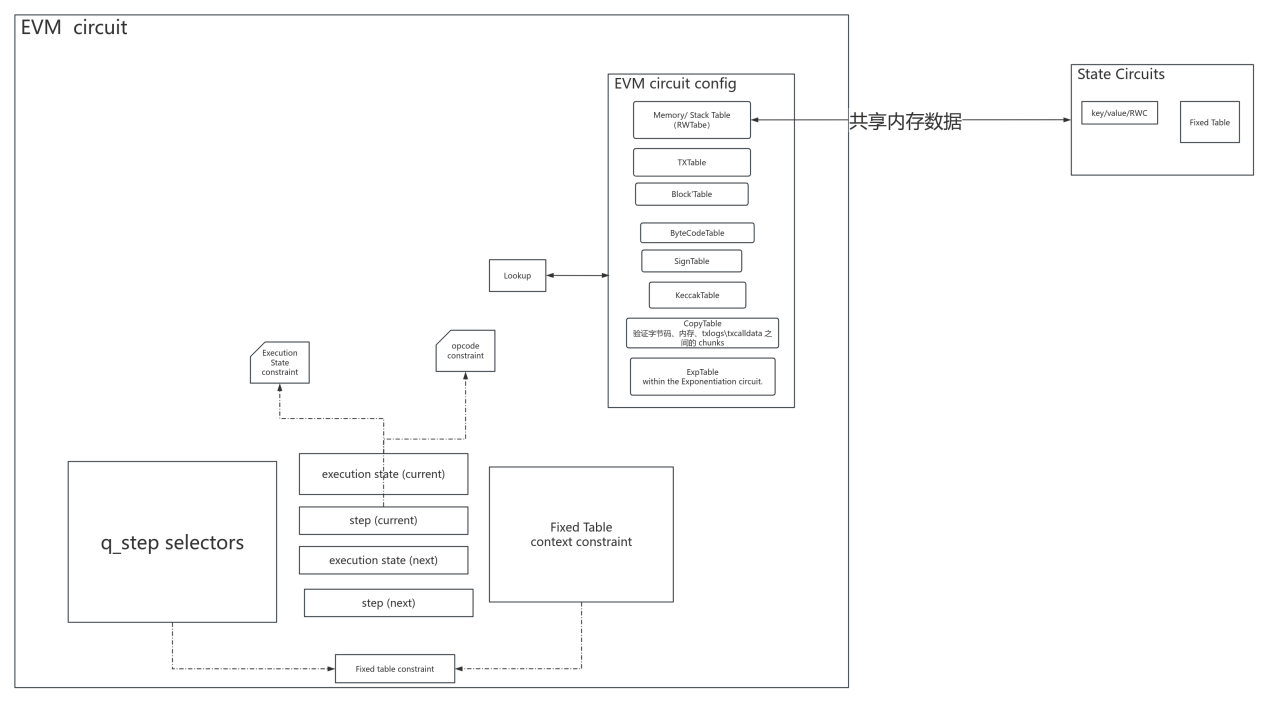 EVM circuit
EVM circuit config
Memory/ Stack Table
(RWTabe)
TXTable
Block'Table
ByteCodeTable
SignTable
KeccakTable
CopyTable
验证字节码、内存、txlogs\txcalldata 之
间的 chunks
ExpTable
within the Exponentiation circuit.
共享内存数据
State Circuits
key/value/RWC
Fixed Table
Lookup
Execution
State
constraint
opcode
constraint
q_step selectors
execution state (current)
step (current)
execution state (next)
step (next)
Fixed Table
context constraint
Fixed table constraint